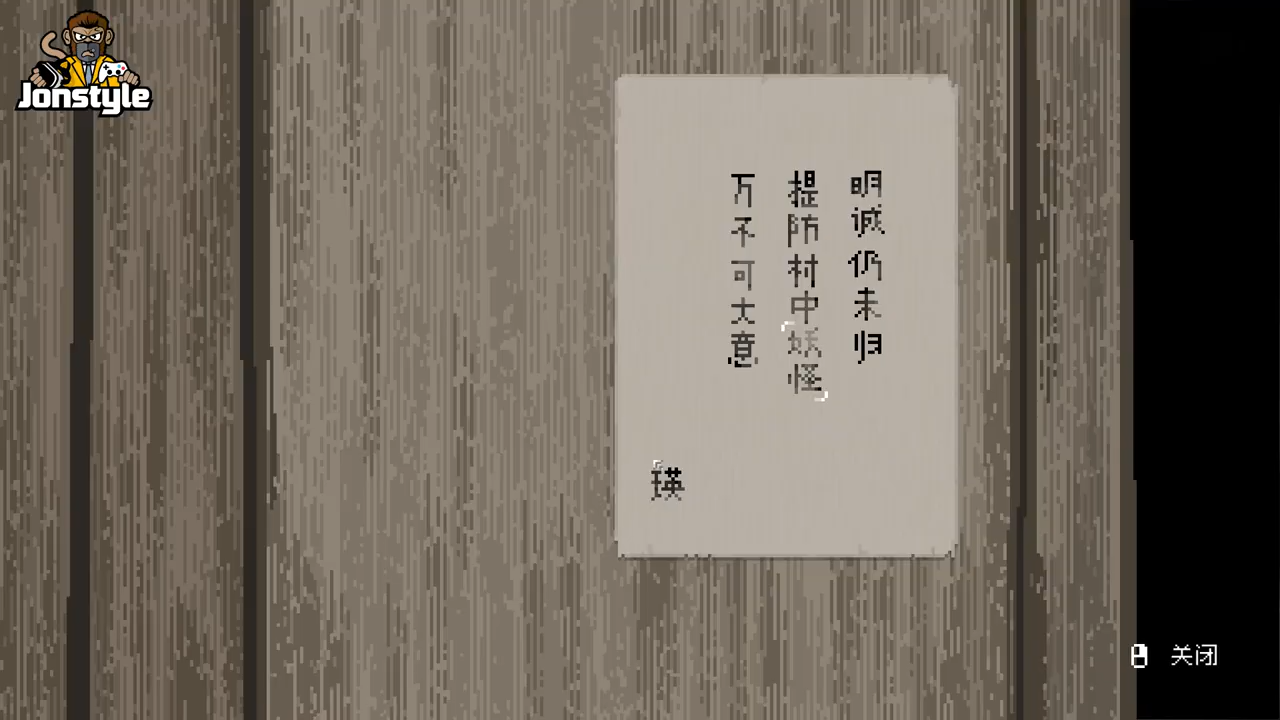 Jonstyle
明诚仍未归
提防村中妖怪
万不可大意
瑛
关闭